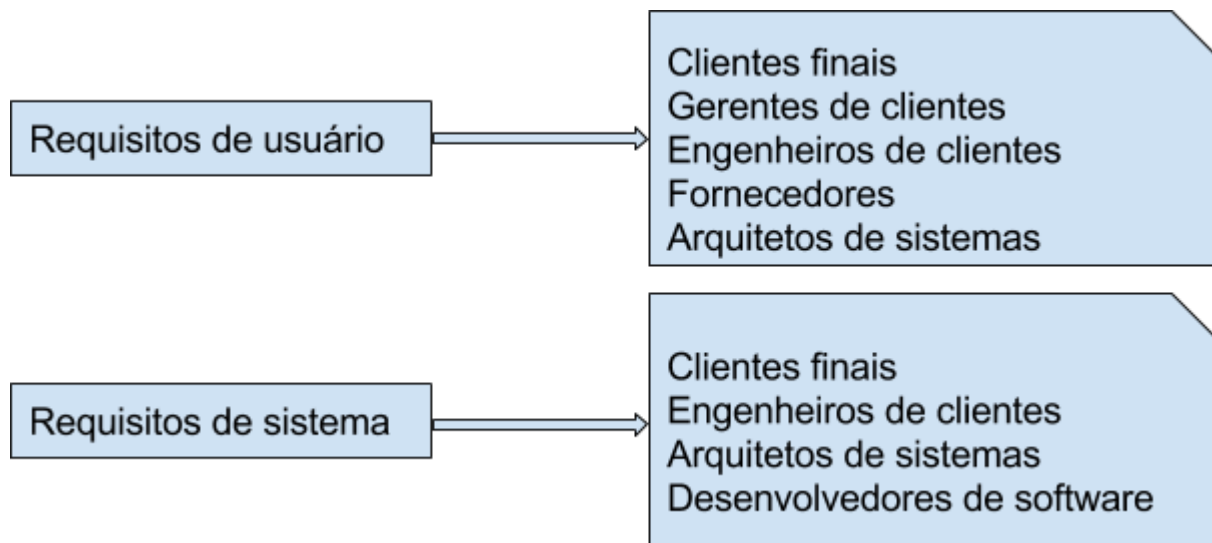 Requisitos de usuário
Clientes finais
Gerentes de clientes
Engenheiros de clientes
Fornecedores
Arquitetos de sistemas
Requisitos de sistema
Clientes finais
Engenheiros de clientes
Arquitetos de sistemas
Desenvolvedores de software